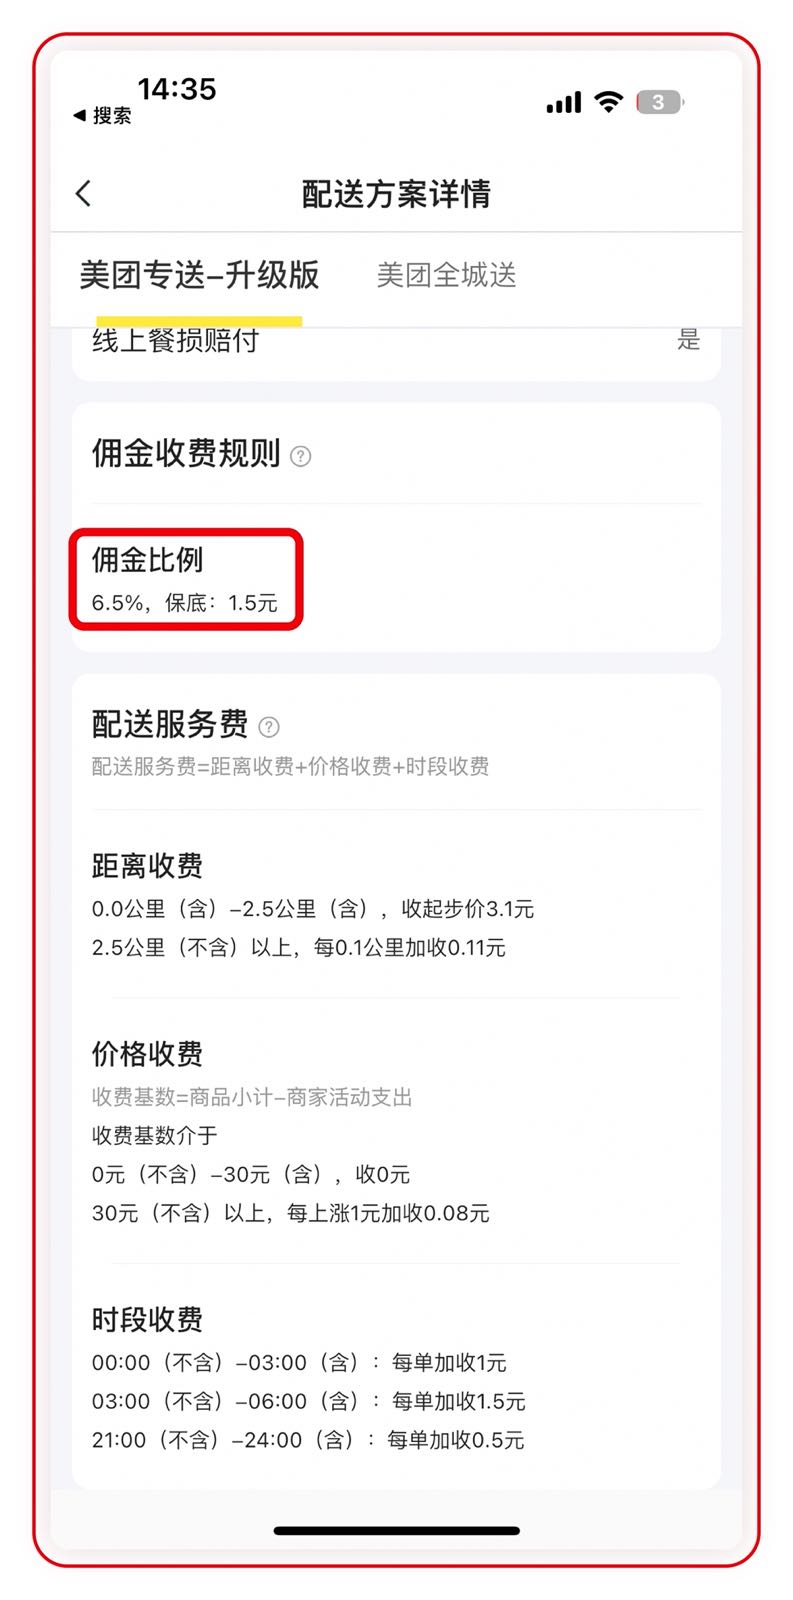 14:35
◀ 搜索
3
配送方案详情
美团专送–升级版 美团全城送
线上餐损赔付 是
佣金收费规则 ?
佣金比例
6.5%，保底：1.5元
配送服务费 ?
配送服务费=距离收费+价格收费+时段收费
距离收费
0.0公里（含）–2.5公里（含），收起步价3.1元
2.5公里（不含）以上，每0.1公里加收0.11元
价格收费
收费基数=商品小计–商家活动支出
收费基数介于
0元（不含）–30元（含），收0元
30元（不含）以上，每上涨1元加收0.08元
时段收费
00:00（不含）–03:00（含）：每单加收1元
03:00（不含）–06:00（含）：每单加收1.5元
21:00（不含）–24:00（含）：每单加收0.5元